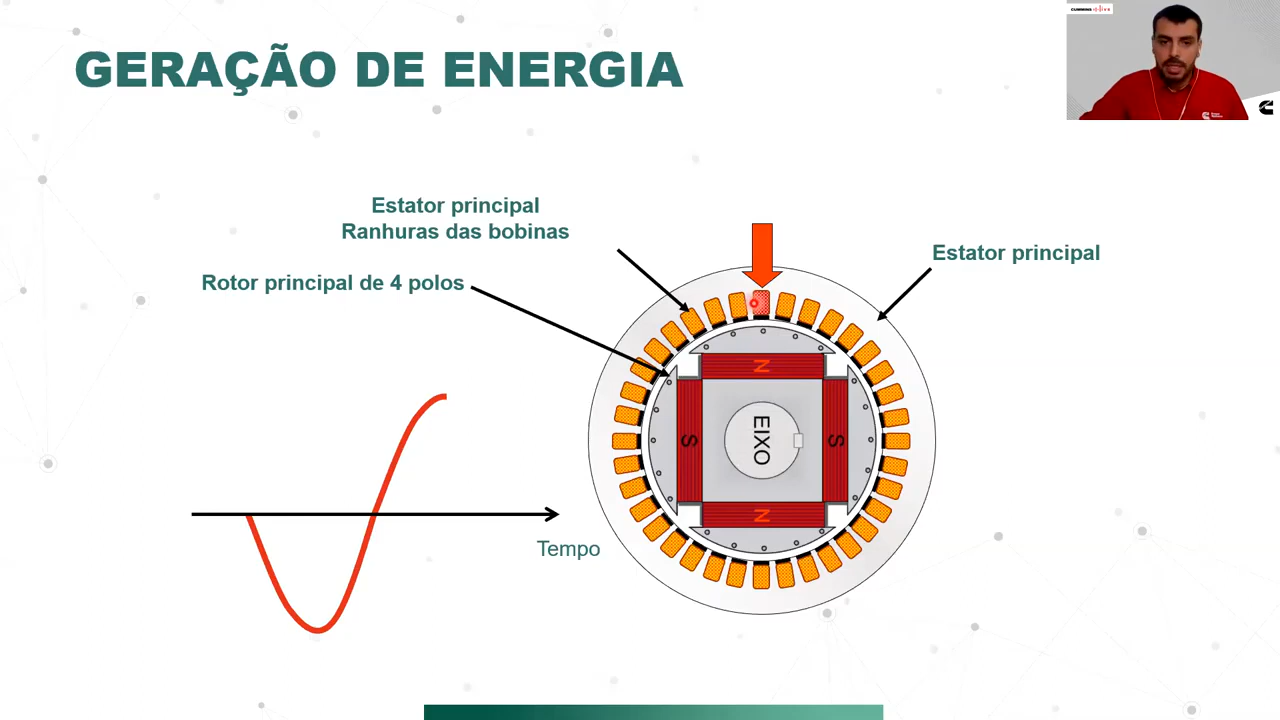 GERAÇÃO DE ENERGIA
Estator principal
Ranhuras das bobinas
Estator principal
Rotor principal de 4 polos
N
S
EIXO
S
N
Tempo